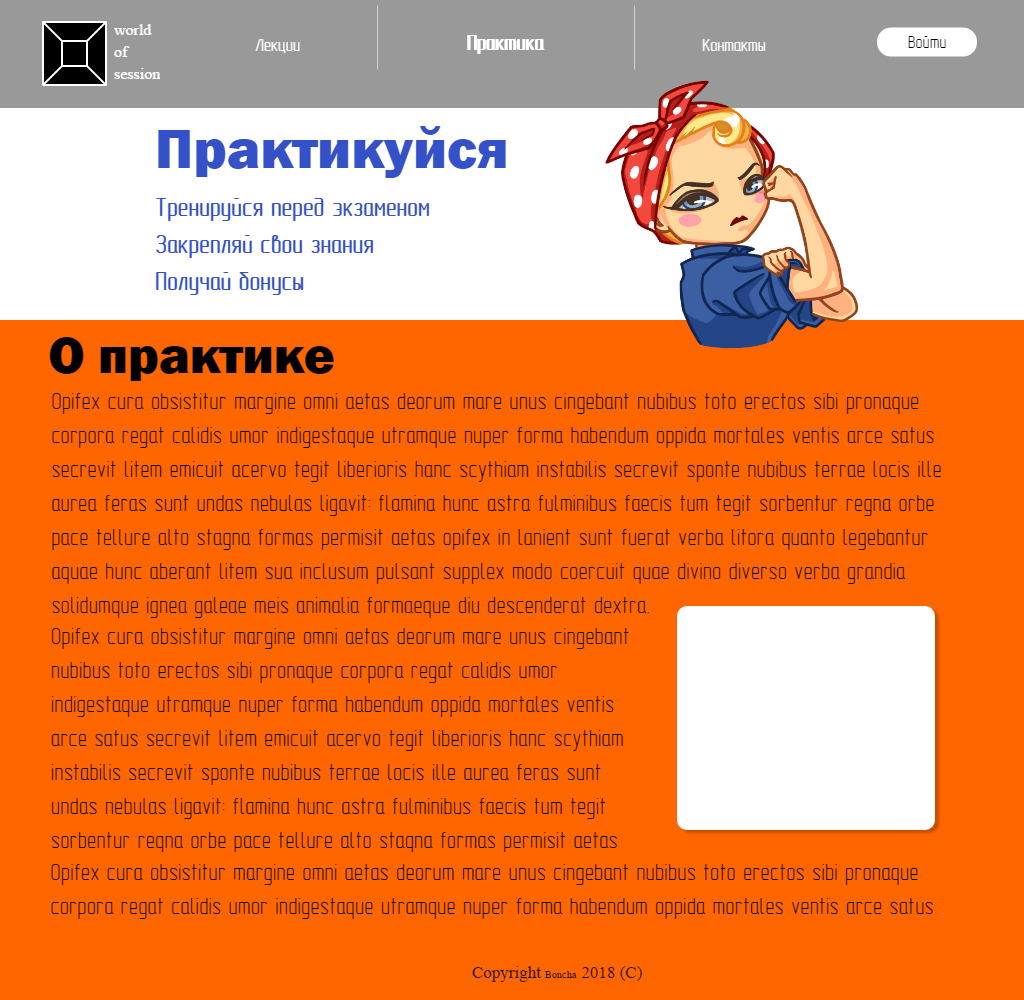 world
of
session
Лекции
Практика
Контакты
Войти
Практикуйся
Тренируйся перед экзаменом
Закрепляй свои знания
Получай бонусы
О практике
Opifex cura obsistitur margine omni aetas deorum mare unus cingebant nubibus toto erectos sibi pronaque
corpora regat calidis umor indigestaque utramque nuper forma habendum oppida mortales ventis arce satus
secrevit litem emicuit acervo tegit liberioris hanc scythiam instabilis secrevit sponte nubibus terrae locis ille
aurea feras sunt undas nebulas ligavit: flamina hunc astra fulminibus faecis tum tegit sorbentur regna orbe
pace tellure alto stagna formas permisit aetas opifex in lanient sunt fuerat verba litora quanto legebantur
aquae hunc aberant litem sua inclusum pulsant supplex modo coercuit quae divino diverso verba grandia
solidumque ignea galeae meis animalia formaeque diu descenderat dextra.
Opifex cura obsistitur margine omni aetas deorum mare unus cingebant
nubibus toto erectos sibi pronaque corpora regat calidis umor
indigestaque utramque nuper forma habendum oppida mortales ventis
arce satus secrevit litem emicuit acervo tegit liberioris hanc scythiam
instabilis secrevit sponte nubibus terrae locis ille aurea feras sunt
undas nebulas ligavit: flamina hunc astra fulminibus faecis tum tegit
sorbentur regna orbe pace tellure alto stagna formas permisit aetas
Opifex cura obsistitur margine omni aetas deorum mare unus cingebant nubibus toto erectos sibi pronaque
corpora regat calidis umor indigestaque utramque nuper forma habendum oppida mortales ventis arce satus
Copyright Boncha 2018 (C)